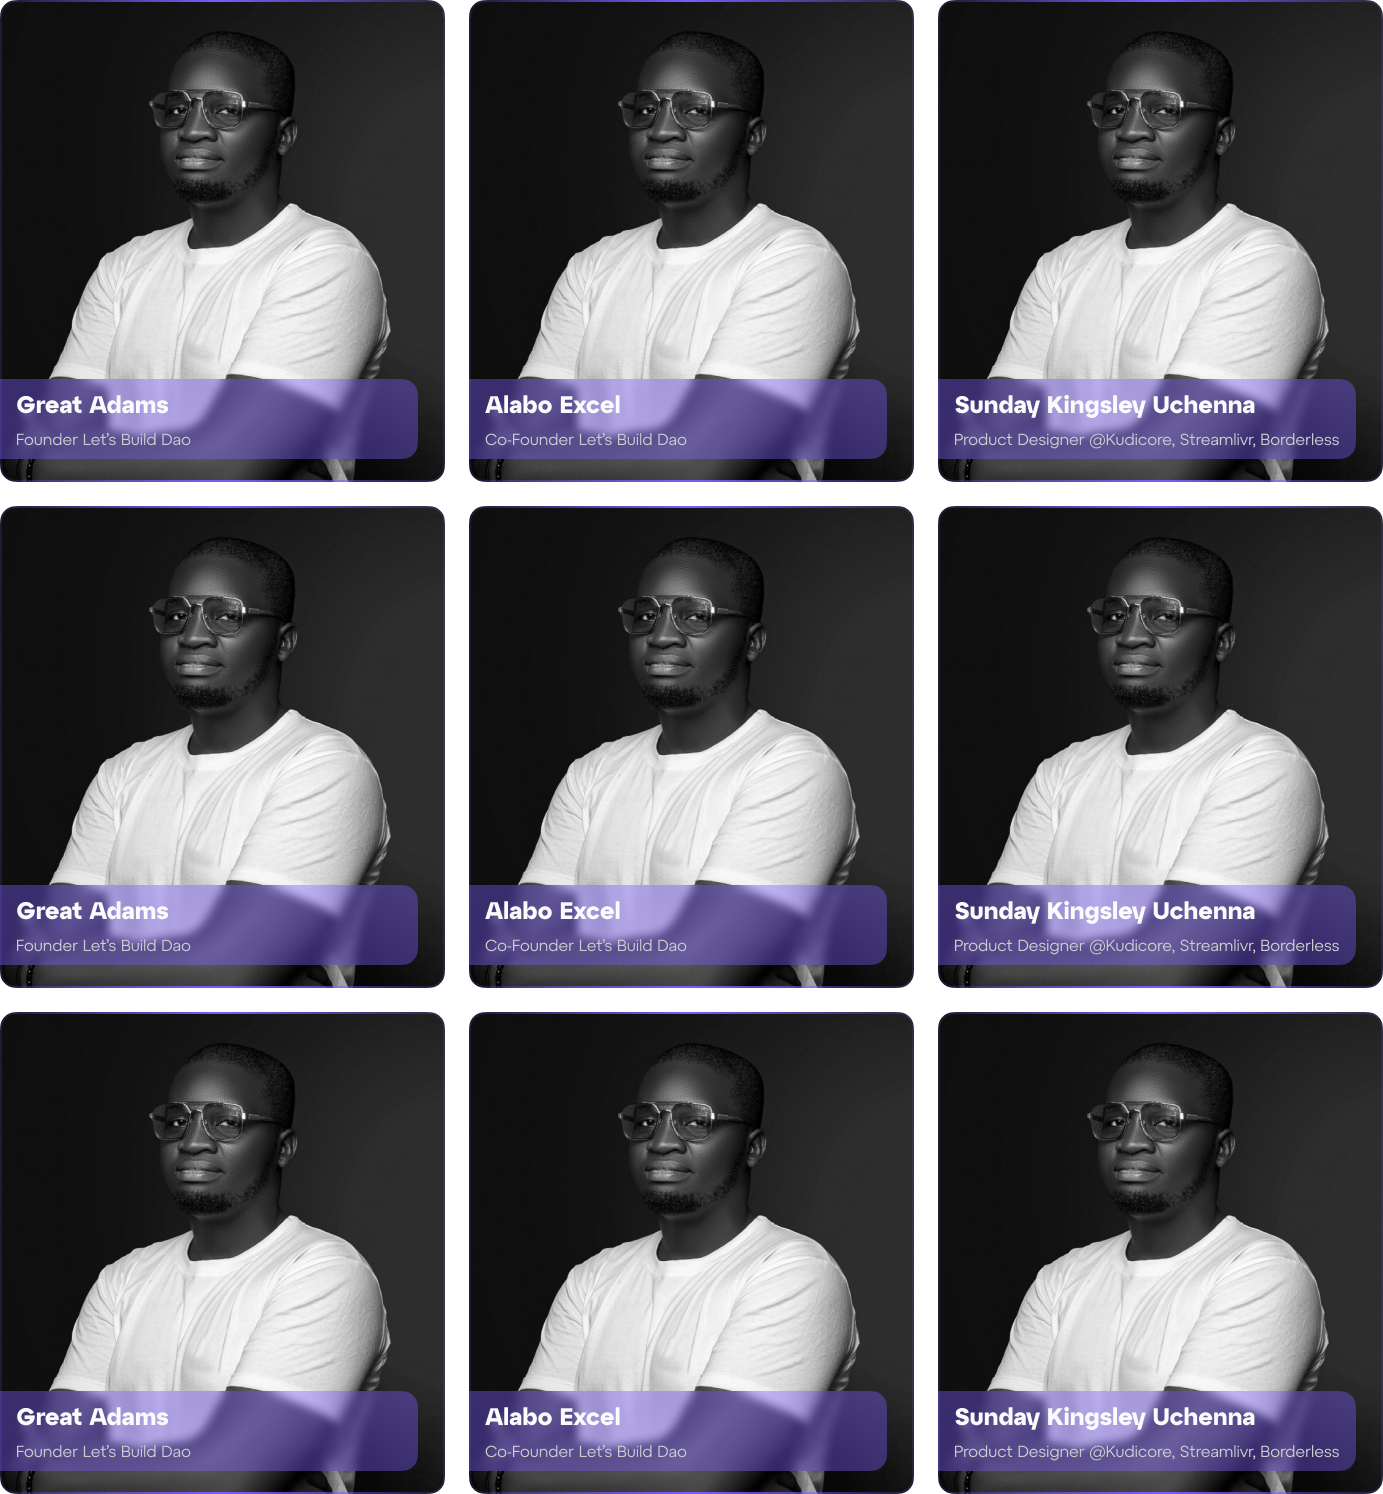 Great Adams
Founder Let's Build Dao
Alabo Excel
Co-Founder Let's Build Dao
Sunday Kingsley Uchenna
Product Designer @Kudicore, Streamlivr, Borderless
Great Adams
Founder Let's Build Dao
Alabo Excel
Co-Founder Let's Build Dao
Sunday Kingsley Uchenna
Product Designer @Kudicore, Streamlivr, Borderless
Great Adams
Founder Let's Build Dao
Alabo Excel
Co-Founder Let's Build Dao
Sunday Kingsley Uchenna
Product Designer @Kudicore, Streamlivr, Borderless